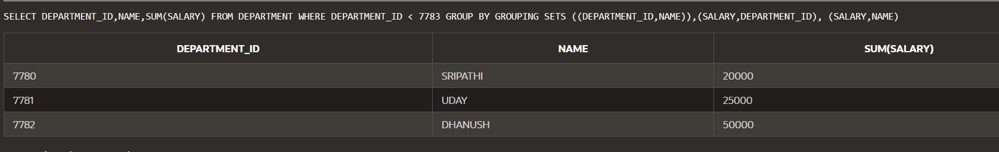 SELECT DEPARTMENT_ID,NAME,SUM(SALARY) FROM DEPARTMENT WHERE DEPARTMENT_ID < 7783 GROUP BY GROUPING SETS ((DEPARTMENT_ID,NAME)),(SALARY,DEPARTMENT_ID), (SALARY,NAME)
DEPARTMENT_ID NAME SUM(SALARY)
7780 SRIPATHI 20000
7781 UDAY 25000
7782 DHANUSH 50000